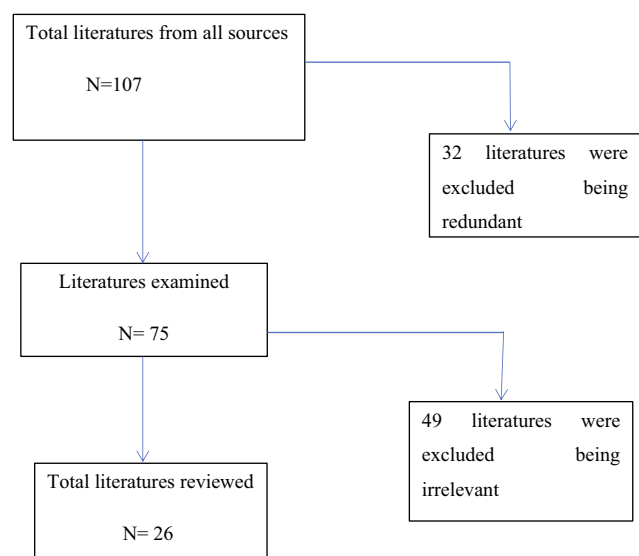 Total literatures from all sources
N=107
32 literatures were
excluded being
redundant
Literatures examined
N= 75
49 literatures were
excluded being
irrelevant
Total literatures reviewed
N= 26